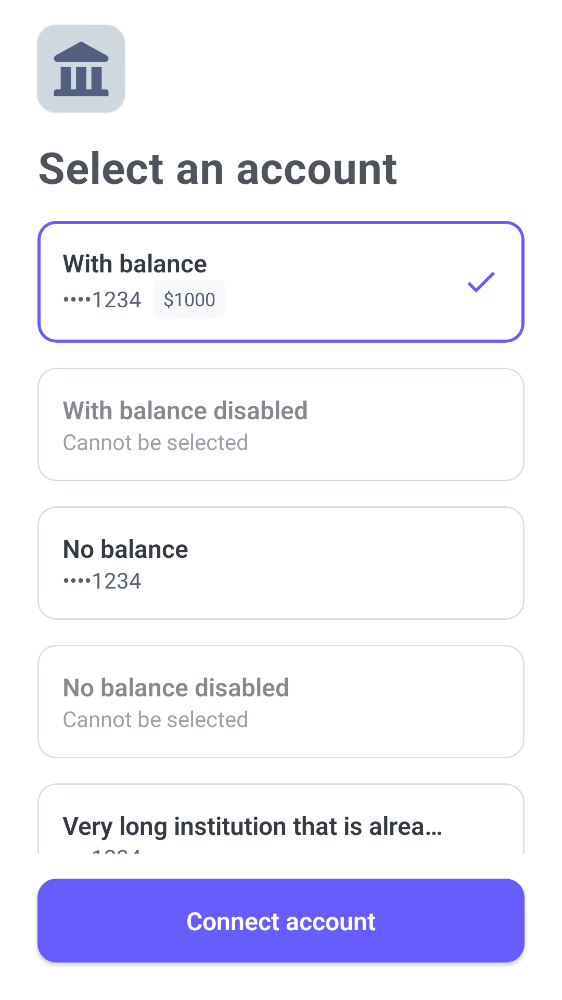 Select an account
With balance
••••1234 $1000
With balance disabled
Cannot be selected
No balance
••••1234
No balance disabled
Cannot be selected
Very long institution that is alrea…
Connect account